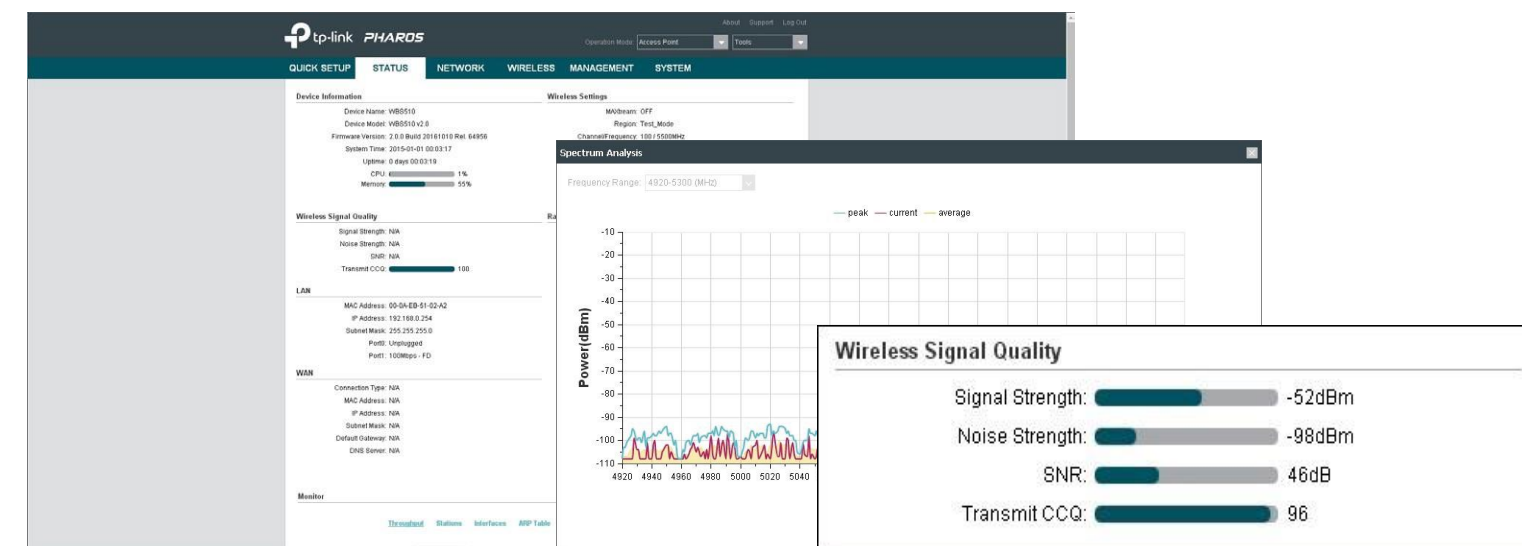 About Support Log Out
tp-link PHAROS
Operation Mode: Access Point Tools
QUICK SETUP STATUS NETWORK WIRELESS MANAGEMENT SYSTEM
Device Information
Device Name: WBS510
Device Model: WBS510 v2.0
Firmware Version: 2.0.0 Build 20161010 Rel. 64956
System Time: 2015-01-01 00:03:17
Uptime: 0 days 00:03:19
CPU: 1%
Memory: 55%
Wireless Settings
MAXtream: OFF
Region: Test_Mode
Channel/Frequency: 100 / 5500MHz
Wireless Signal Quality
Signal Strength: N/A
Noise Strength: N/A
SNR: N/A
Transmit CCQ: 100
Ra
LAN
MAC Address: 00-0A-EB-51-02-A2
IP Address: 192.168.0.254
Subnet Mask: 255.255.255.0
Port0: Unplugged
Port1: 100Mbps - FD
WAN
Connection Type: N/A
MAC Address: N/A
IP Address: N/A
Subnet Mask: N/A
Default Gateway: N/A
DNS Server: N/A
Monitor
Throughput Stations Interfaces ARP Table
Spectrum Analysis
Frequency Range: 4920-5300 (MHz)
peak current average
Power(dBm)
-10
-20
-30
-40
-50
-60
-70
-80
-90
-100
-110
4920 4940 4960 4980 5000 5020 5040
Wireless Signal Quality
Signal Strength: -52dBm
Noise Strength: -98dBm
SNR: 46dB
Transmit CCQ: 96